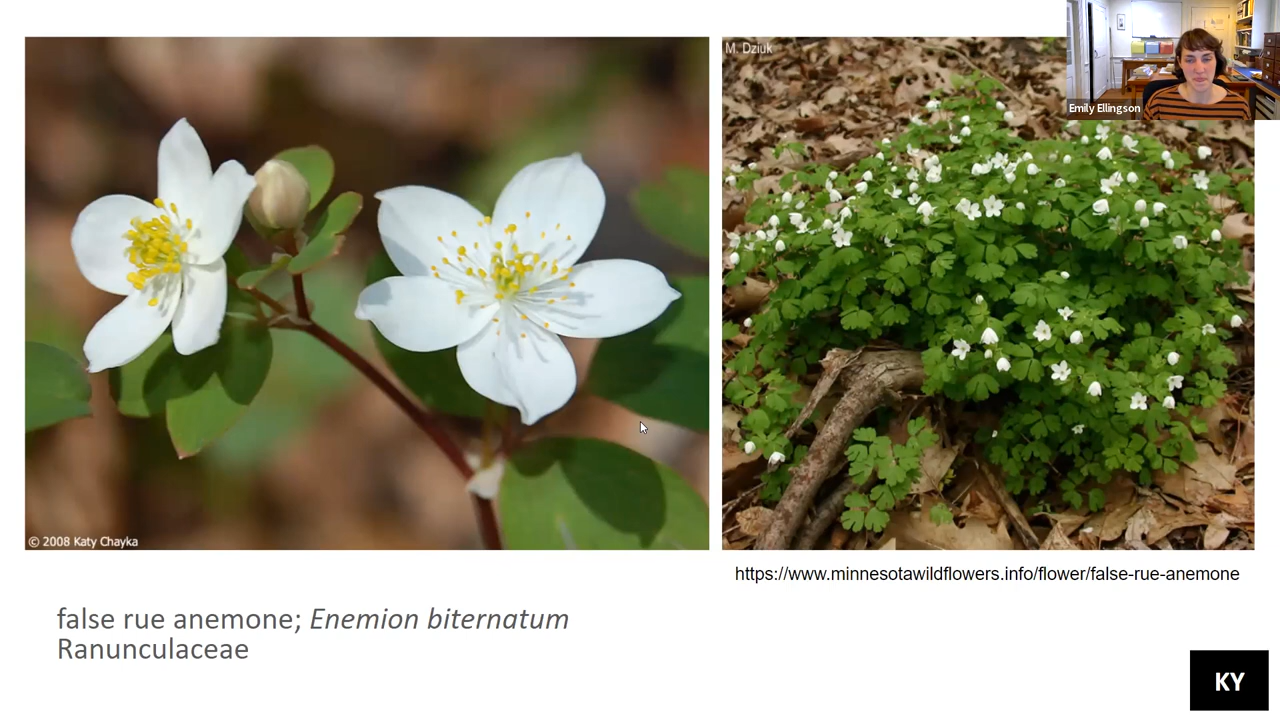 M. Dziuk
Emily Ellingson
© 2008 Katy Chayka
https://www.minnesotawildflowers.info/flower/false-rue-anemone
false rue anemone; Enemion biternatum
Ranunculaceae
KY